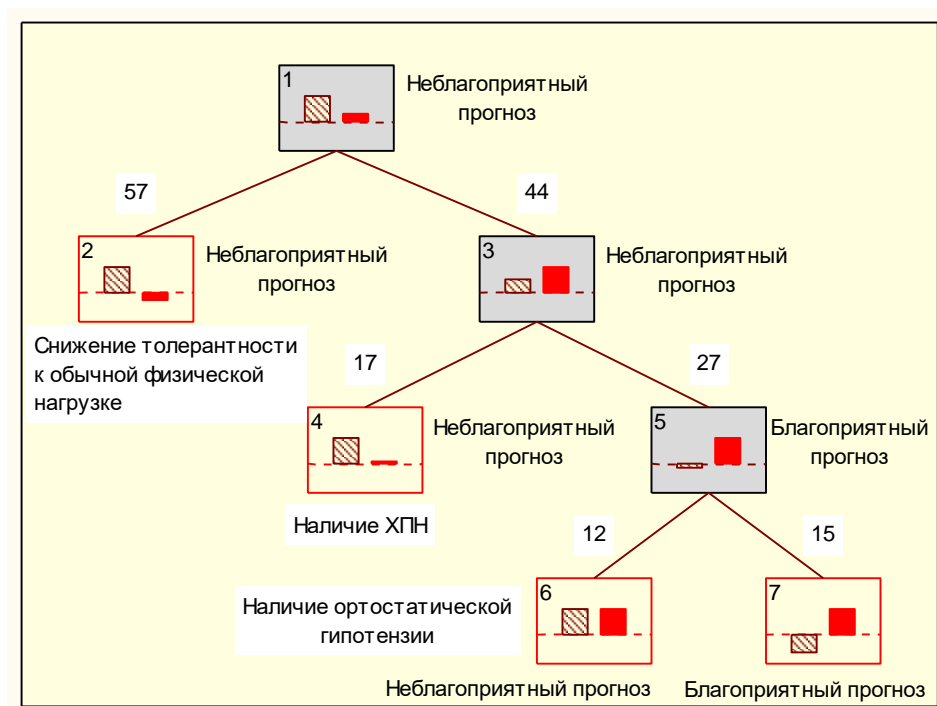 1
Неблагоприятный
прогноз
57
44
2
Неблагоприятный
прогноз
3
Неблагоприятный
прогноз
Снижение толерантности
к обычной физической
нагрузке
17
27
4
Неблагоприятный
прогноз
5
Благоприятный
прогноз
Наличие ХПН
12
15
Наличие ортостатической
гипотензии
6
7
Неблагоприятный прогноз
Благоприятный прогноз